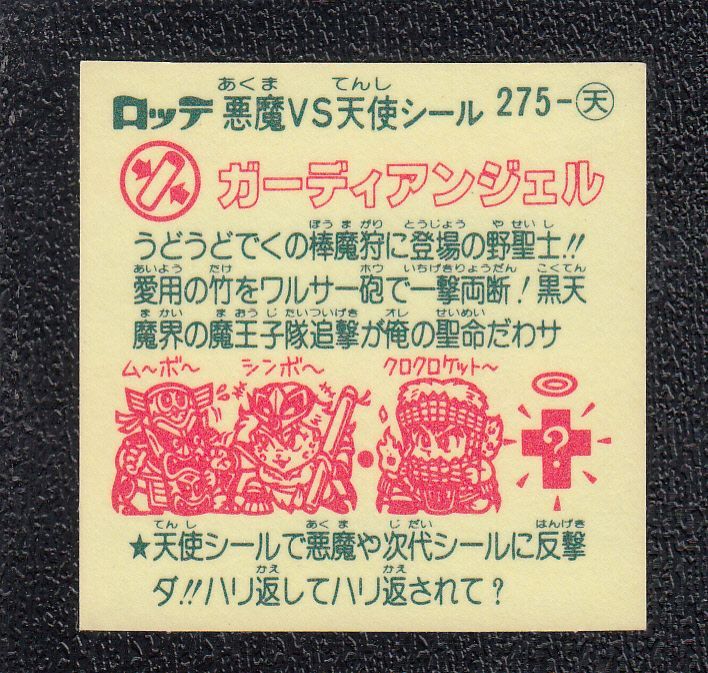 あくま てんし
ロッテ 悪魔VS天使シール 275-天
ガーディアンジェル
ぼうまがり とうじょう やせいし
うどうどでくの棒魔狩に登場の野聖士!!
あいよう たけ ホウ いちげきりょうだん こくてん
愛用の竹をワルサー砲で一撃両断!黒天
まかい まおうじたいついげき オレ せいめい
魔界の魔王子隊追撃が俺の聖命だわサ
ム〜ボ〜 シンボ〜 クロクロケット〜
?
てんし あくま じだい はんげき
★天使シールで悪魔や次代シールに反撃
かえ かえ
ダ!!ハリ返してハリ返されて?